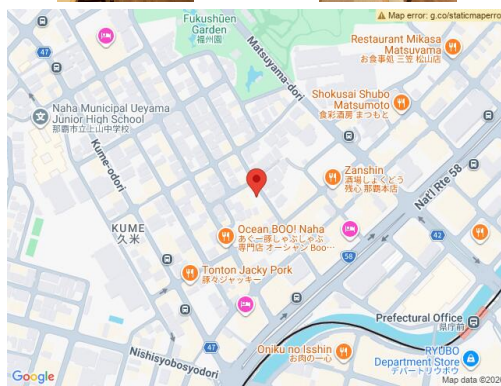 Map error: g.co/staticmaperro
Fukushūen
Garden
福州園
Matsuyama-dori
Restaurant Mikasa
Matsuyama
お食事処 三笠 松山店
47
Naha Municipal Ueyama
Junior High School
那覇市立上山中学校
Shokusai Shubo
Matsumoto
食彩酒房 まつもと
Kume-odori
Zanshin
酒場しょくどう
残心 那覇本店
Nat'l Rte 58
KUME
久米
Ocean BOO! Naha
あぐー豚しゃぶしゃぶ
専門店 オーシャン Boo…
58
42
Tonton Jacky Pork
豚々ジャッキー
Prefectural Office
県庁前
Nishisyobosyodori
47
Oniku no Isshin
お肉の一心
RYUBO
Department Store
デパートリウボウ
Google
Map data ©202